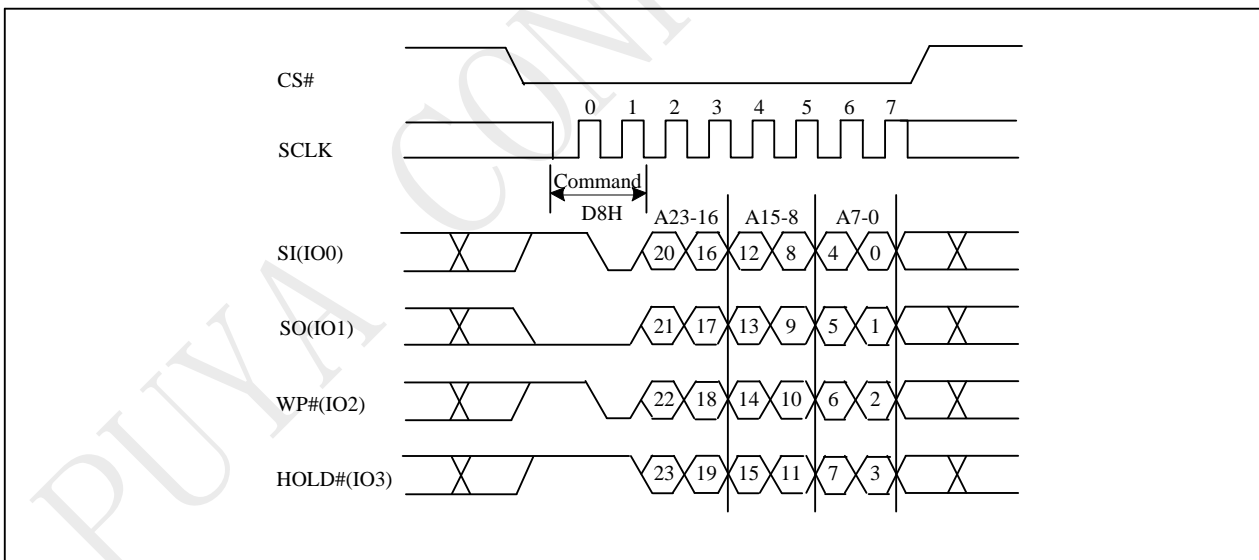 CS#
0 1 2 3 4 5 6 7
SCLK
Command
D8H
A23-16 A15-8 A7-0
SI(IO0) 20 16 12 8 4 0
SO(IO1) 21 17 13 9 5 1
WP#(IO2) 22 18 14 10 6 2
HOLD#(IO3) 23 19 15 11 7 3
PUYA CON